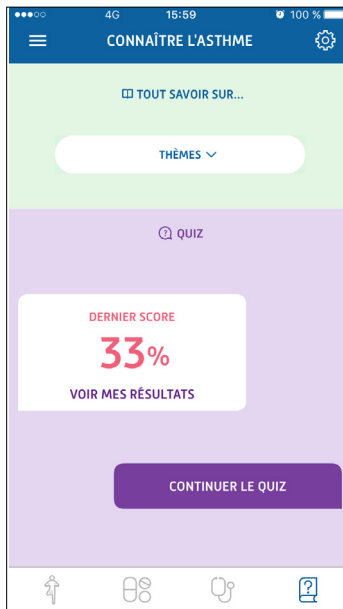 4G 15:59 100 %
CONNAÎTRE L'ASTHME
TOUT SAVOIR SUR...
THÈMES
QUIZ
DERNIER SCORE
33%
VOIR MES RÉSULTATS
CONTINUER LE QUIZ